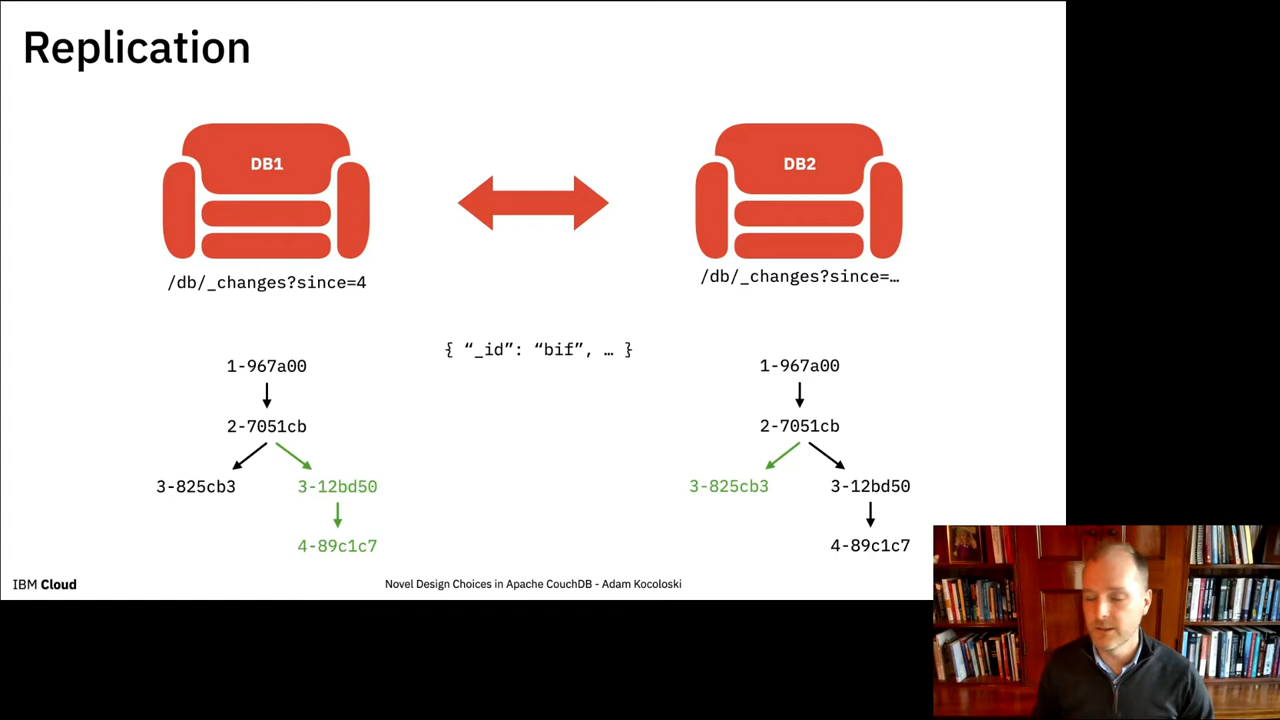 Replication
DB1
DB2
/db/_changes?since=4
/db/_changes?since=…
{ “_id”: “bif”, … }
1-967a00
1-967a00
2-7051cb
2-7051cb
3-825cb3
3-12bd50
3-825cb3
3-12bd50
4-89c1c7
4-89c1c7
IBM Cloud
Novel Design Choices in Apache CouchDB - Adam Kocoloski